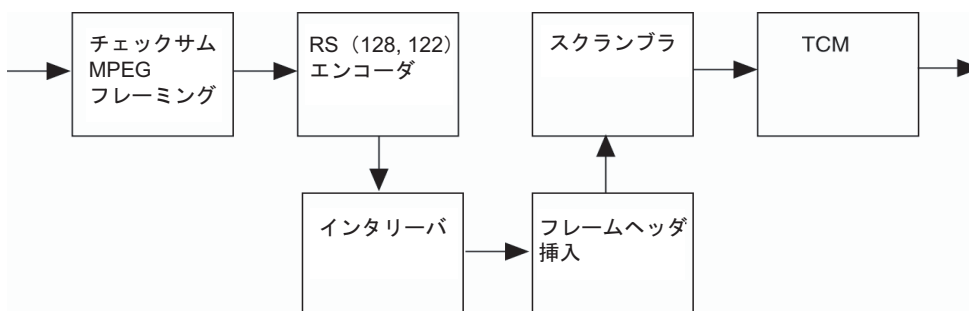 チェックサム
MPEG
フレーミング
RS（128, 122）
エンコーダ
インタリーバ
フレームヘッダ
挿入
スクランブラ
TCM